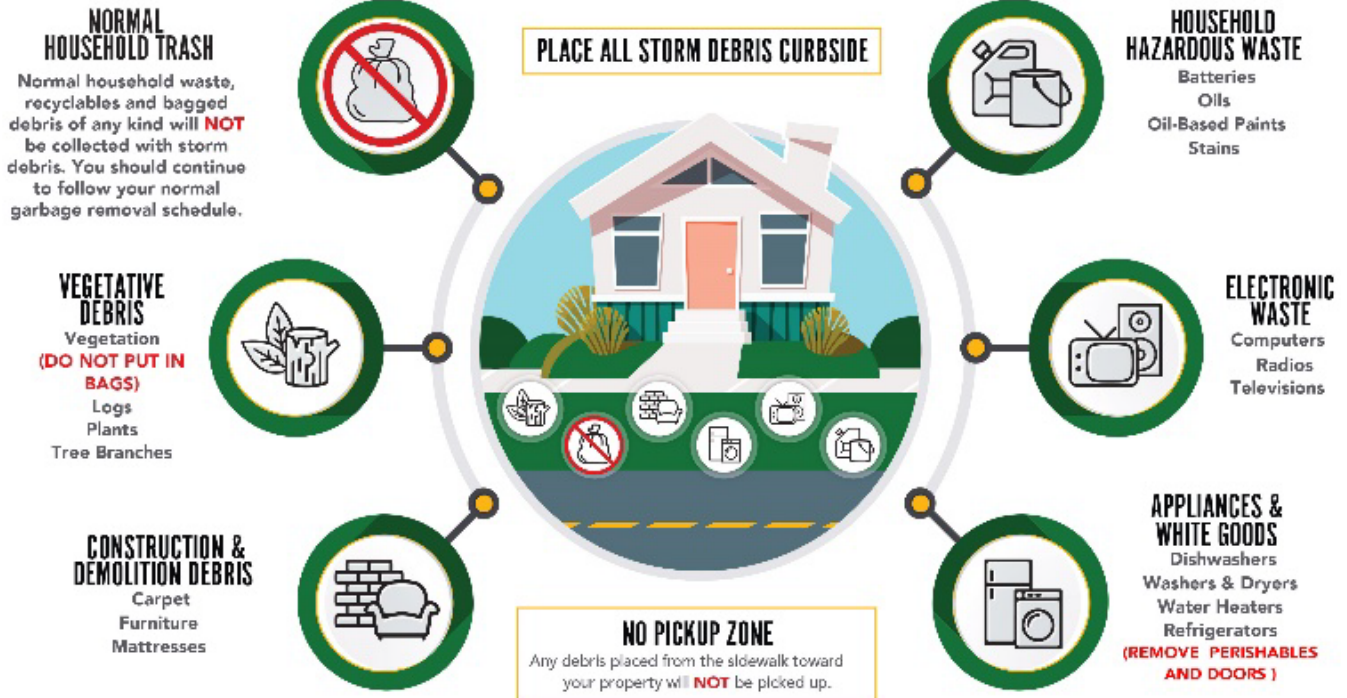 NORMAL
HOUSEHOLD TRASH
Normal household waste,
recyclables and bagged
debris of any kind will NOT
be collected with storm
debris. You should continue
to follow your normal
garbage removal schedule.
VEGETATIVE
DEBRIS
Vegetation
(DO NOT PUT IN
BAGS)
Logs
Plants
Tree Branches
CONSTRUCTION &
DEMOLITION DEBRIS
Carpet
Furniture
Mattresses
PLACE ALL STORM DEBRIS CURBSIDE
NO PICKUP ZONE
Any debris placed from the sidewalk toward
your property will NOT be picked up.
HOUSEHOLD
HAZARDOUS WASTE
Batteries
Oils
Oil-Based Paints
Stains
ELECTRONIC
WASTE
Computers
Radios
Televisions
APPLIANCES &
WHITE GOODS
Dishwashers
Washers & Dryers
Water Heaters
Refrigerators
(REMOVE PERISHABLES
AND DOORS )